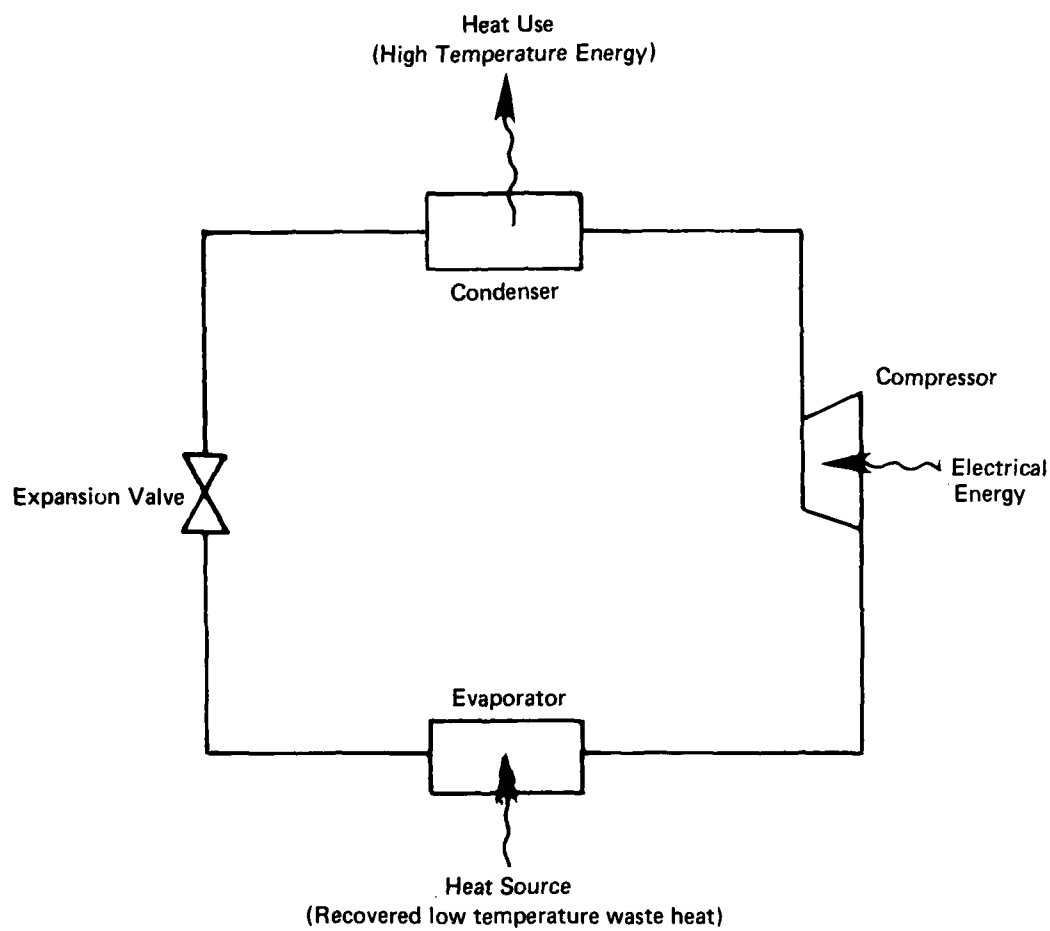 Heat Use
(High Temperature Energy)
Condenser
Compressor
Electrical
Energy
Expansion Valve
Evaporator
Heat Source
(Recovered low temperature waste heat)